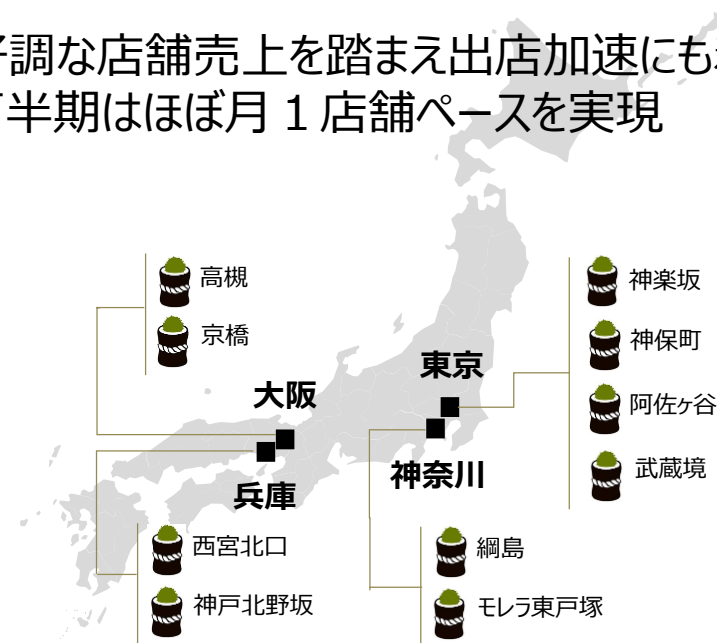 調な店舗売上を踏まえ出店加速にも
半期はほぼ月1店舗ペースを実現
高槻
京橋
大阪
兵庫
西宮北口
神戸北野坂
東京
神奈川
神楽坂
神保町
阿佐ヶ谷
武蔵境
綱島
モレラ東戸塚